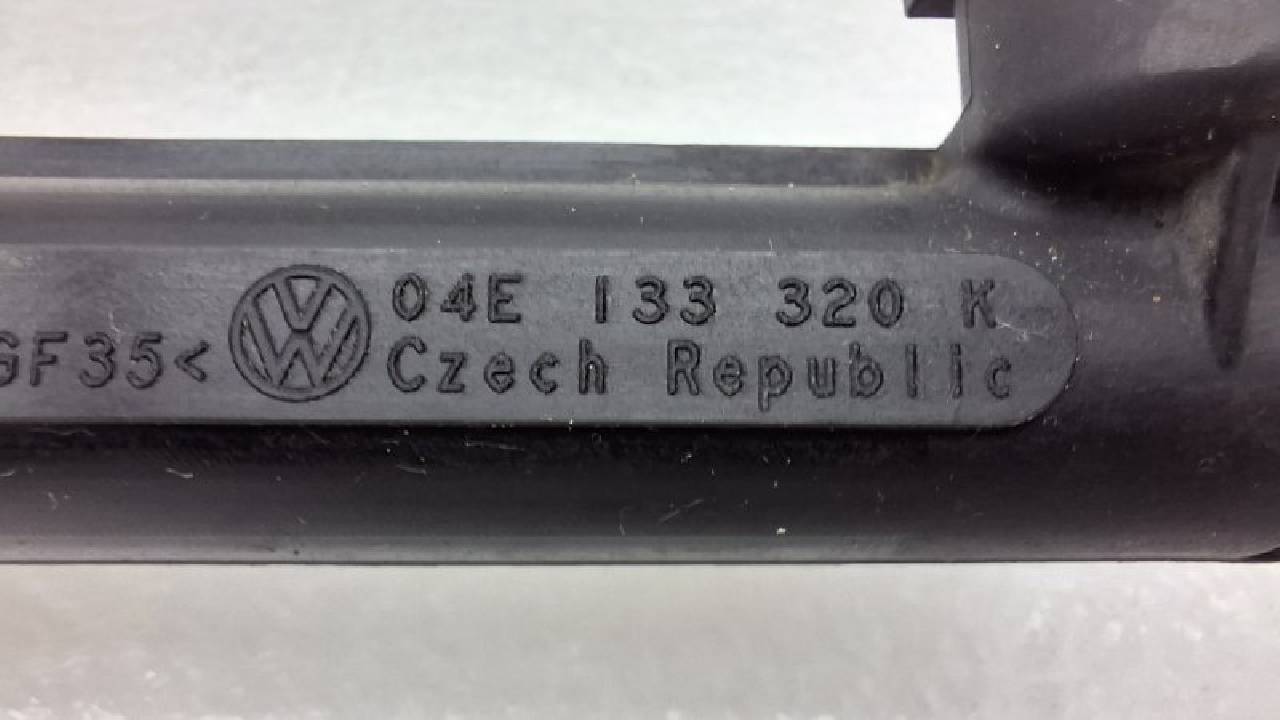 04E 133 320 K
GF35<
Czech Republic